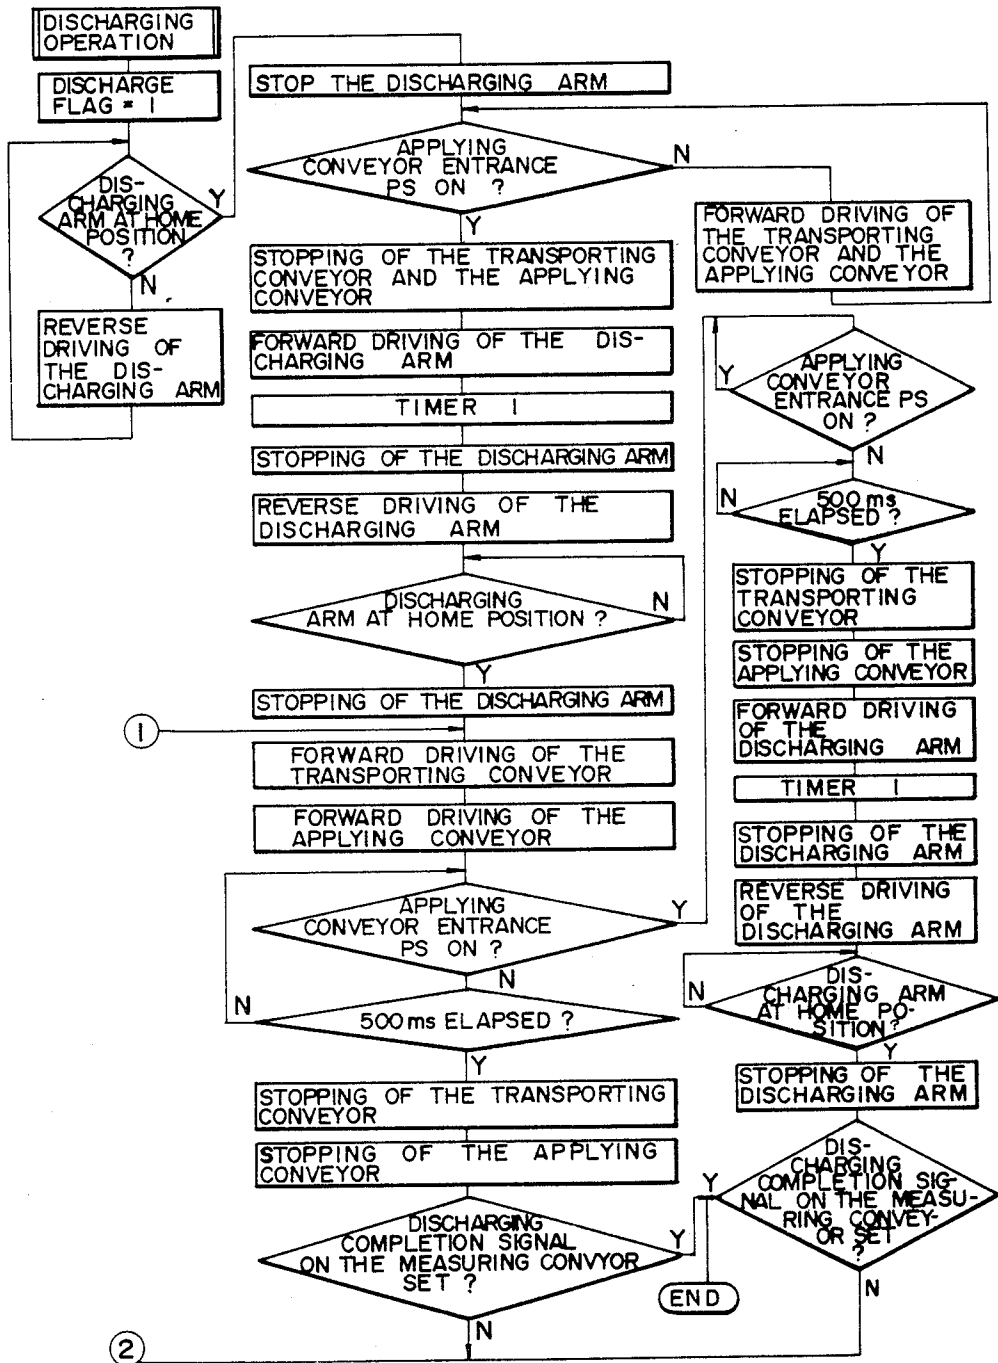 DISCHARGING
OPERATION
DISCHARGE
FLAG = 1
DIS-
CHARGING
ARM AT HOME
POSITION
?
Y
N
REVERSE
DRIVING OF
THE DIS-
CHARGING ARM
STOP THE DISCHARGING ARM
APPLYING
CONVEYOR ENTRANCE
PS ON ?
N
Y
STOPPING OF THE TRANSPORTING
CONVEYOR AND THE APPLYING
CONVEYOR
FORWARD DRIVING OF THE DIS-
CHARGING ARM
TIMER 1
STOPPING OF THE DISCHARGING ARM
REVERSE DRIVING OF THE
DISCHARGING ARM
DISCHARGING
ARM AT HOME POSITION ?
N
Y
STOPPING OF THE DISCHARGING ARM
1
FORWARD DRIVING OF THE
TRANSPORTING CONVEYOR
FORWARD DRIVING OF THE
APPLYING CONVEYOR
APPLYING
CONVEYOR ENTRANCE
PS ON ?
Y
N
500 ms ELAPSED ?
N
Y
STOPPING OF THE TRANSPORTING
CONVEYOR
STOPPING OF THE APPLYING
CONVEYOR
DISCHARGING
COMPLETION SIGNAL
ON THE MEASURING CONVYOR
SET ?
Y
N
2
FORWARD DRIVING OF
THE TRANSPORTING
CONVEYOR AND THE
APPLYING CONVEYOR
APPLYING
CONVEYOR
ENTRANCE PS
ON ?
Y
N
500 ms
ELAPSED ?
N
Y
STOPPING OF THE
TRANSPORTING
CONVEYOR
STOPPING OF THE
APPLYING CONVEYOR
FORWARD DRIVING
OF THE
DISCHARGING ARM
TIMER 1
STOPPING OF THE
DISCHARGING ARM
REVERSE DRIVING
OF THE
DISCHARGING ARM
DIS-
CHARGING ARM
AT HOME PO-
SITION?
N
Y
STOPPING OF THE
DISCHARGING ARM
DIS-
CHARGING
COMPLETION SIG-
NAL ON THE MEASU-
RING CONVEY-
OR SET
?
Y
N
END